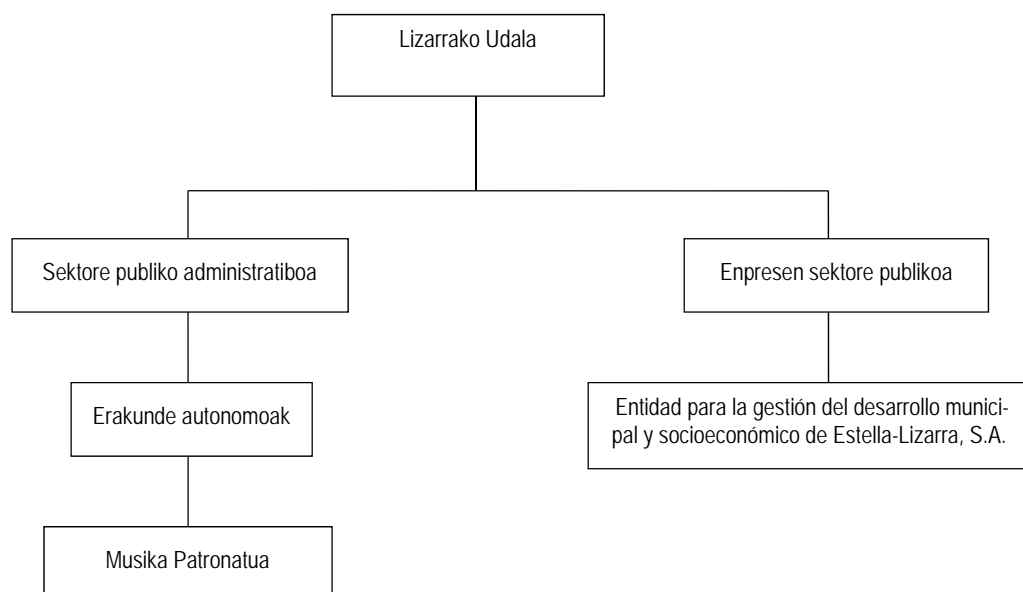 Lizarrako Udala
Sektore publiko administratiboa
Enpresen sektore publikoa
Erakunde autonomoak
Entidad para la gestión del desarrollo munici-
pal y socioeconómico de Estella-Lizarra, S.A.
Musika Patronatua